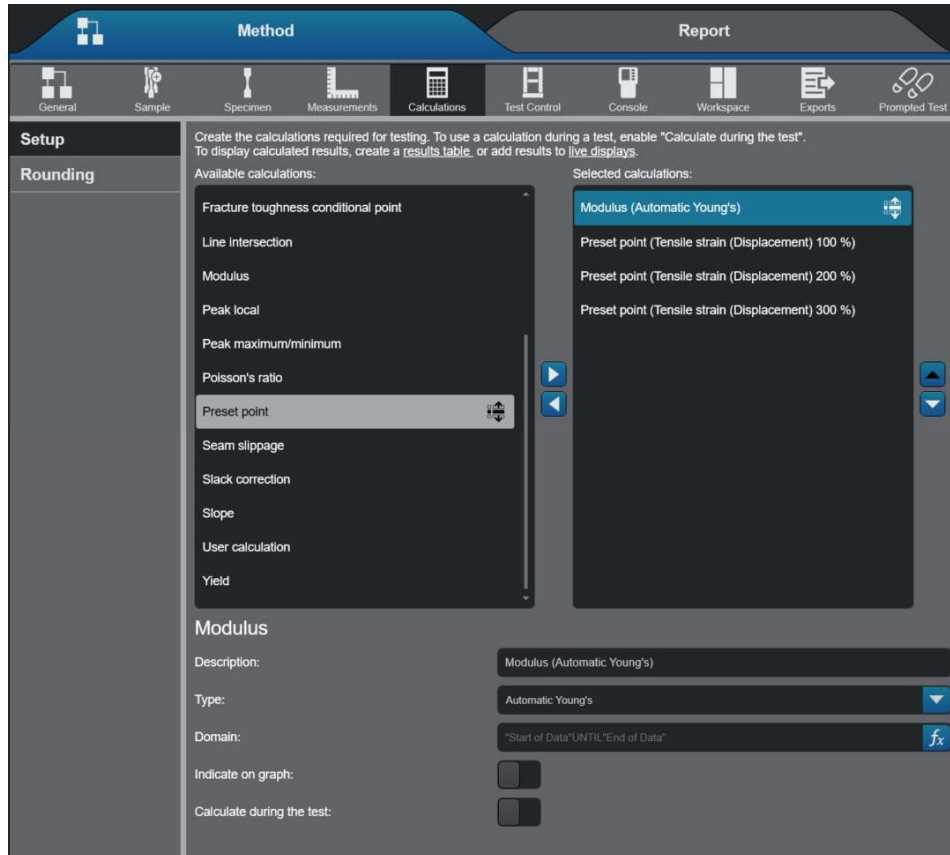 Method
Report
General
Sample
Specimen
Measurements
Calculations
Test Control
Console
Workspace
Exports
Prompted Test
Setup
Rounding
Create the calculations required for testing. To use a calculation during a test, enable "Calculate during the test".
To display calculated results, create a results table or add results to live displays.
Available calculations:
Fracture toughness conditional point
Line intersection
Modulus
Peak local
Peak maximum/minimum
Poisson's ratio
Preset point
Seam slippage
Slack correction
Slope
User calculation
Yield
Selected calculations:
Modulus (Automatic Young's)
Preset point (Tensile strain (Displacement) 100 %)
Preset point (Tensile strain (Displacement) 200 %)
Preset point (Tensile strain (Displacement) 300 %)
Modulus
Description:
Modulus (Automatic Young's)
Type:
Automatic Young's
Domain:
"Start of Data"UNTIL"End of Data"
fx
Indicate on graph:
Calculate during the test: